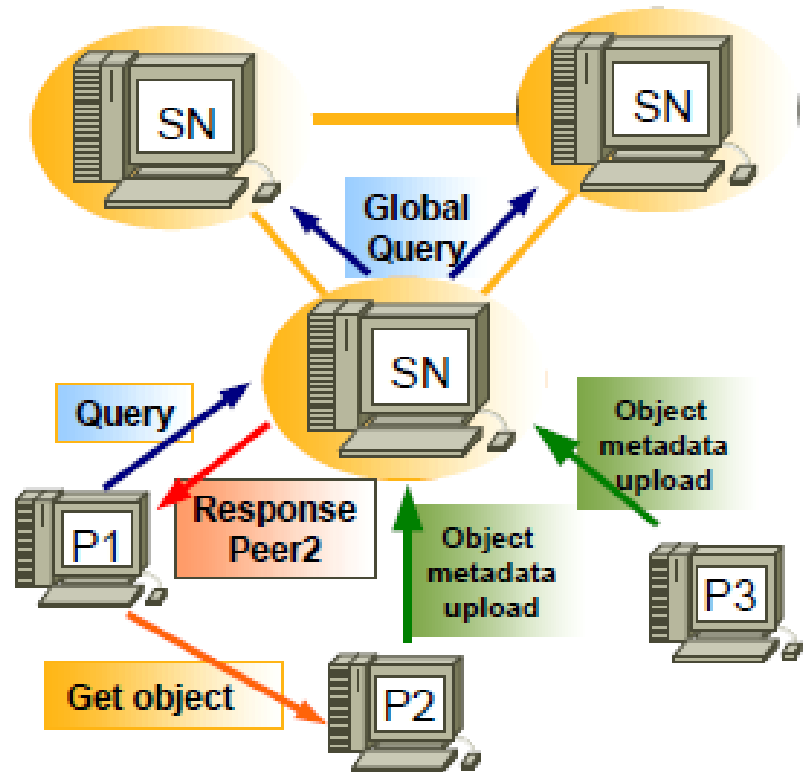 SN
SN
Global
Query
SN
Query
Object
metadata
upload
Response
Peer2
P1
Object
metadata
upload
P3
Get object
P2